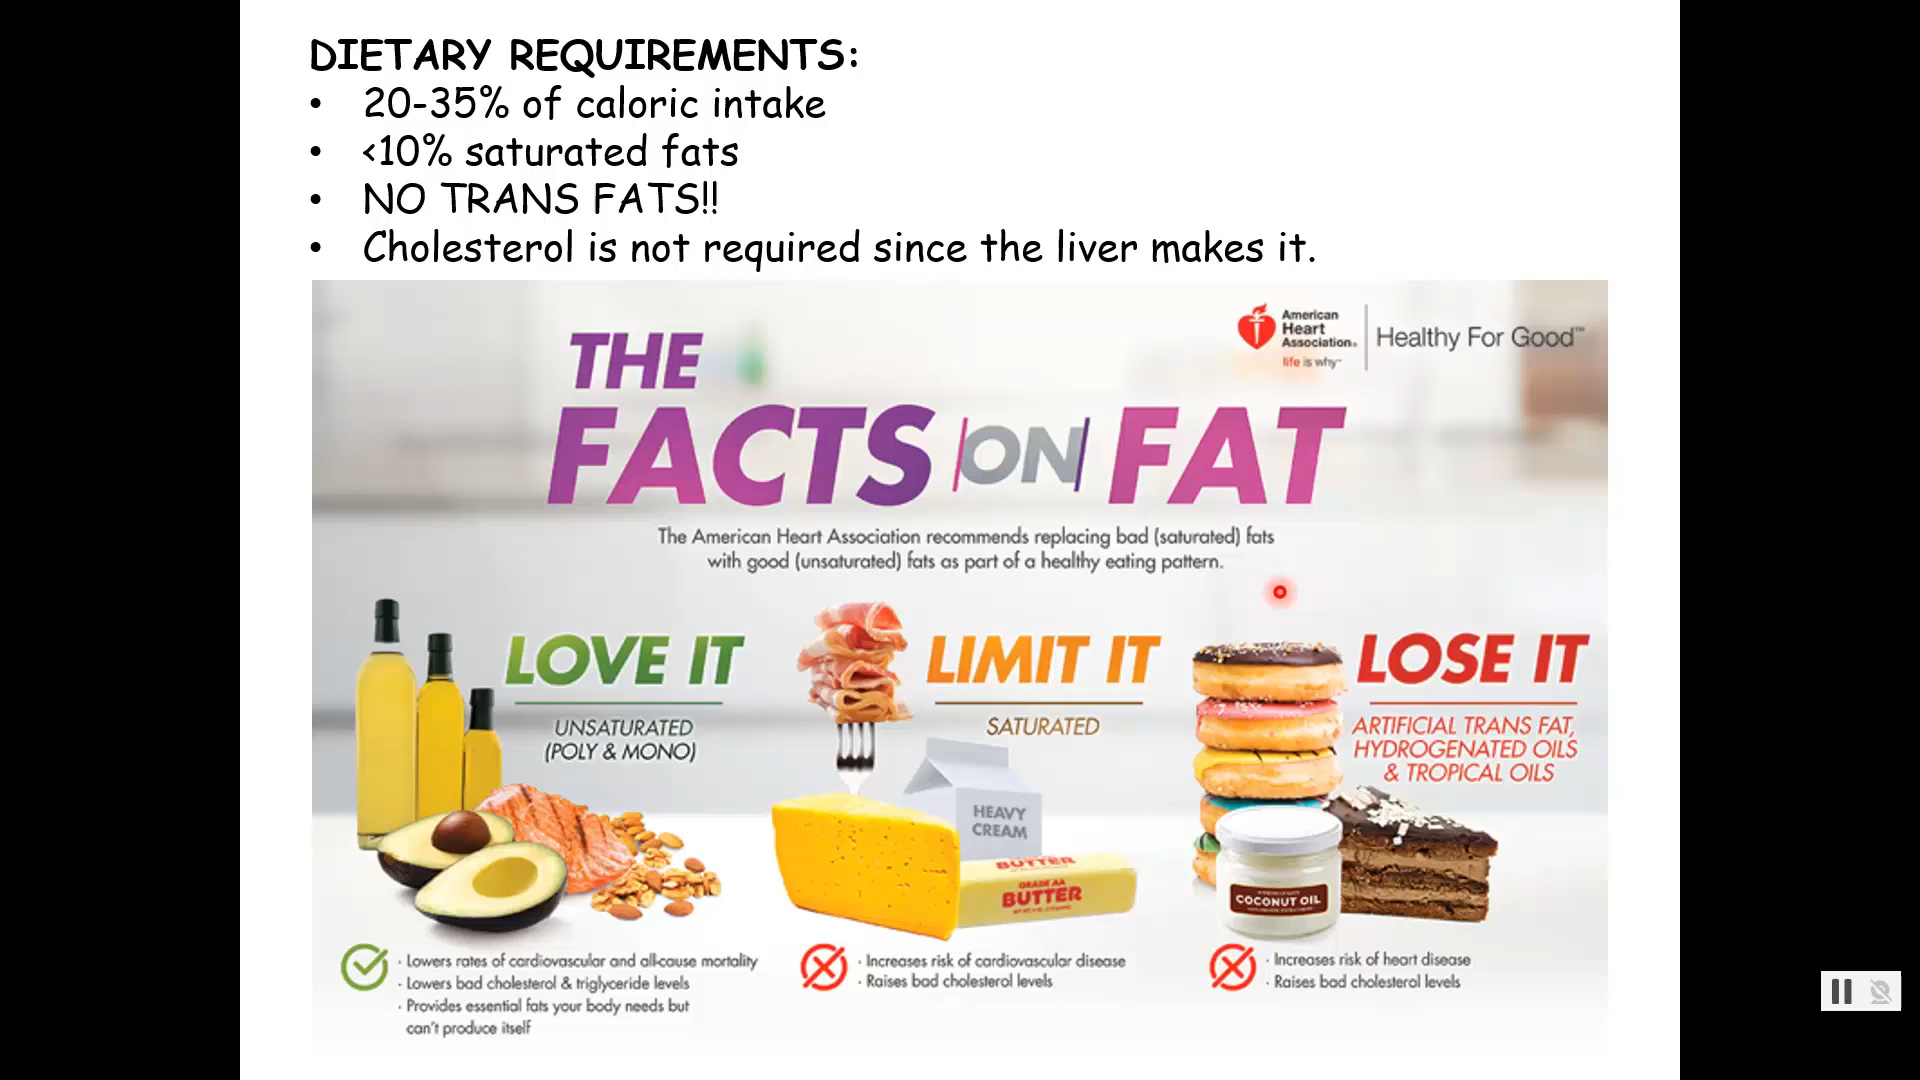 DIETARY REQUIREMENTS:
• 20-35% of caloric intake
• <10% saturated fats
• NO TRANS FATS!!
• Cholesterol is not required since the liver makes it.
American
Heart
Association®
life is why™
Healthy For Good™
THE
FACTS |ON| FAT
The American Heart Association recommends replacing bad (saturated) fats
with good (unsaturated) fats as part of a healthy eating pattern.
LOVE IT
UNSATURATED
(POLY & MONO)
LIMIT IT
SATURATED
LOSE IT
ARTIFICIAL TRANS FAT,
HYDROGENATED OILS
& TROPICAL OILS
HEAVY
CREAM
BUTTER
GRADE AA
BUTTER
COCONUT OIL
· Lowers rates of cardiovascular and all-cause mortality
· Lowers bad cholesterol & triglyceride levels
· Provides essential fats your body needs but
can't produce itself
· Increases risk of cardiovascular disease
· Raises bad cholesterol levels
· Increases risk of heart disease
· Raises bad cholesterol levels